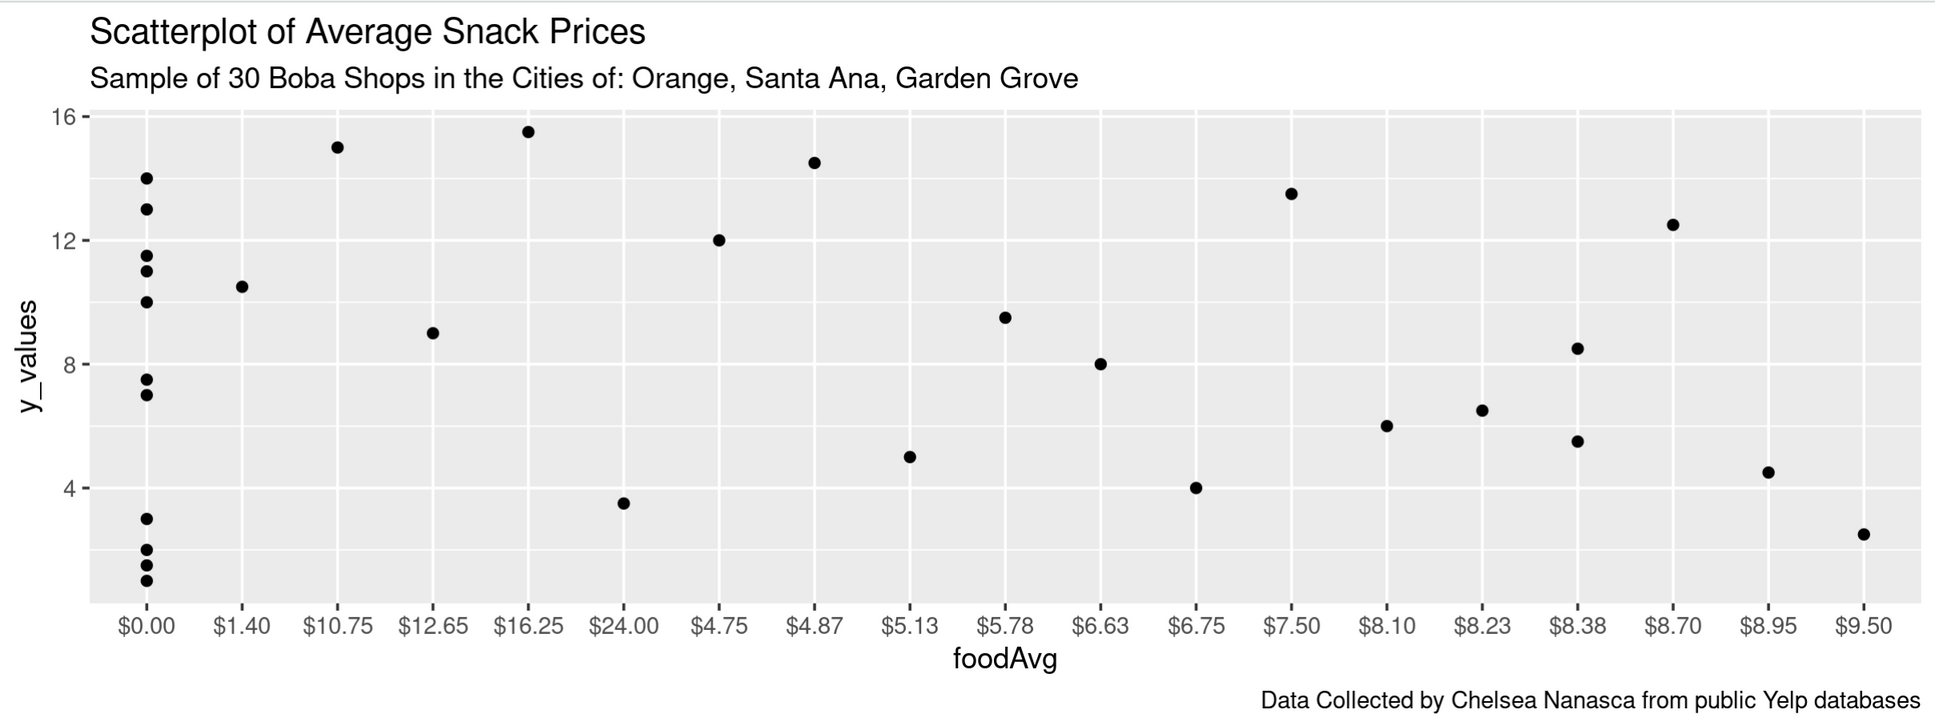 Scatterplot of Average Snack Prices
Sample of 30 Boba Shops in the Cities of: Orange, Santa Ana, Garden Grove
16
12
8
4
y_values
$0.00 $1.40 $10.75 $12.65 $16.25 $24.00 $4.75 $4.87 $5.13 $5.78 $6.63 $6.75 $7.50 $8.10 $8.23 $8.38 $8.70 $8.95 $9.50
foodAvg
Data Collected by Chelsea Nanasca from public Yelp databases